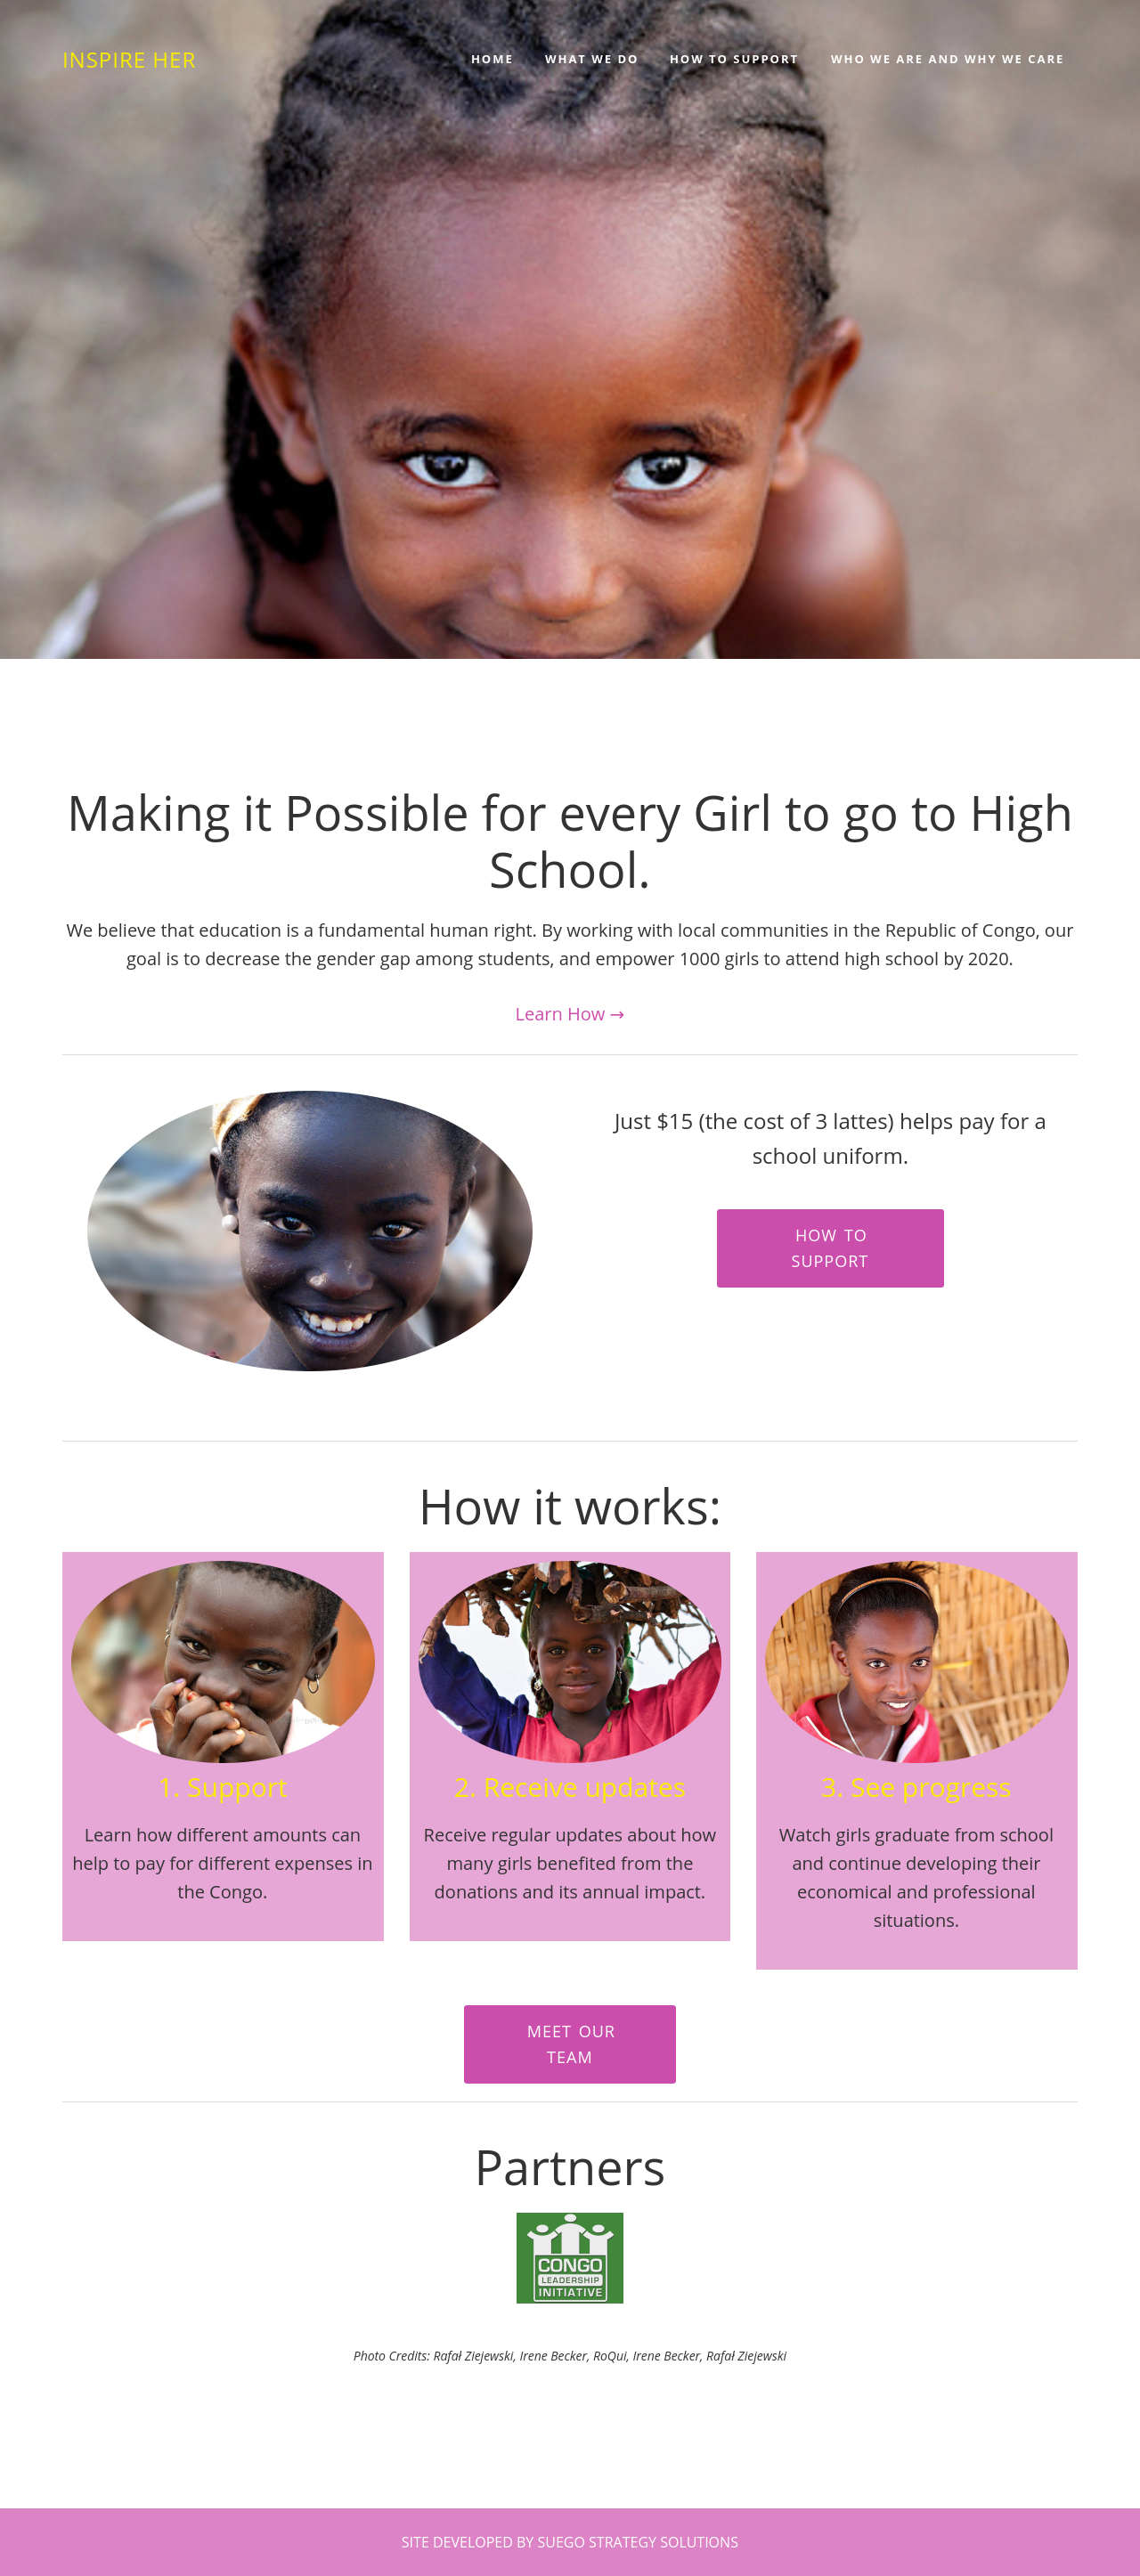 INSPIRE HER
HOME WHAT WE DO HOW TO SUPPORT WHO WE ARE AND WHY WE CARE
Making it Possible for every Girl to go to High
School.
We believe that education is a fundamental human right. By working with local communities in the Republic of Congo, our
goal is to decrease the gender gap among students, and empower 1000 girls to attend high school by 2020.
Learn How →
Just $15 (the cost of 3 lattes) helps pay for a
school uniform.
HOW TO
SUPPORT
How it works:
1. Support
Learn how different amounts can
help to pay for different expenses in
the Congo.
2. Receive updates
Receive regular updates about how
many girls benefited from the
donations and its annual impact.
3. See progress
Watch girls graduate from school
and continue developing their
economical and professional
situations.
MEET OUR
TEAM
Partners
CONGO
LEADERSHIP
INITIATIVE
Photo Credits: Rafał Ziejewski, Irene Becker, RoQui, Irene Becker, Rafał Ziejewski
SITE DEVELOPED BY SUEGO STRATEGY SOLUTIONS